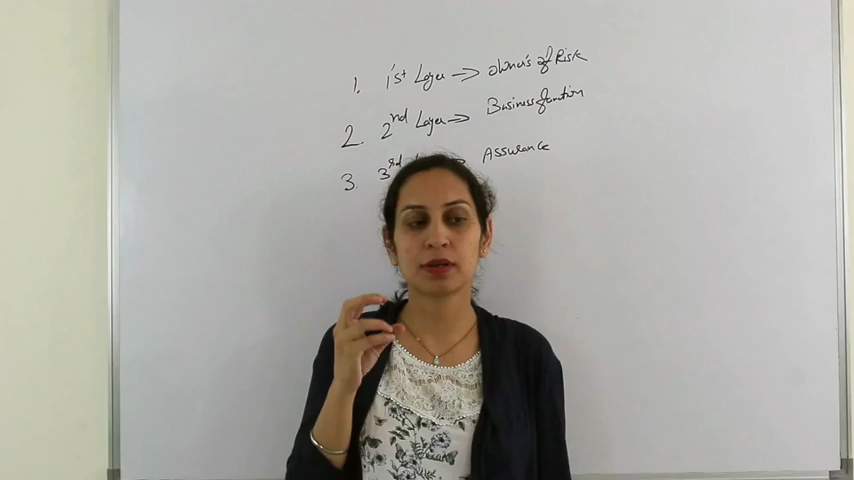 1. 1st Layer → Owner's of Risk
2. 2nd Layer → Business function
3. 3rd → Assurance